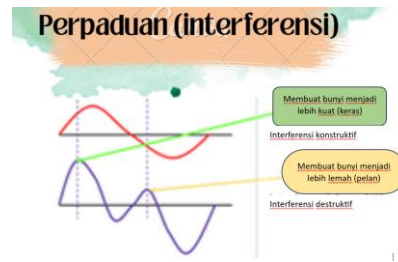 Perpaduan (interferensi)
Membuat bunyi menjadi
lebih kuat (keras)
Interferensi konstruktif
Membuat bunyi menjadi
lebih lemah (pelan)
Interferensi destruktif